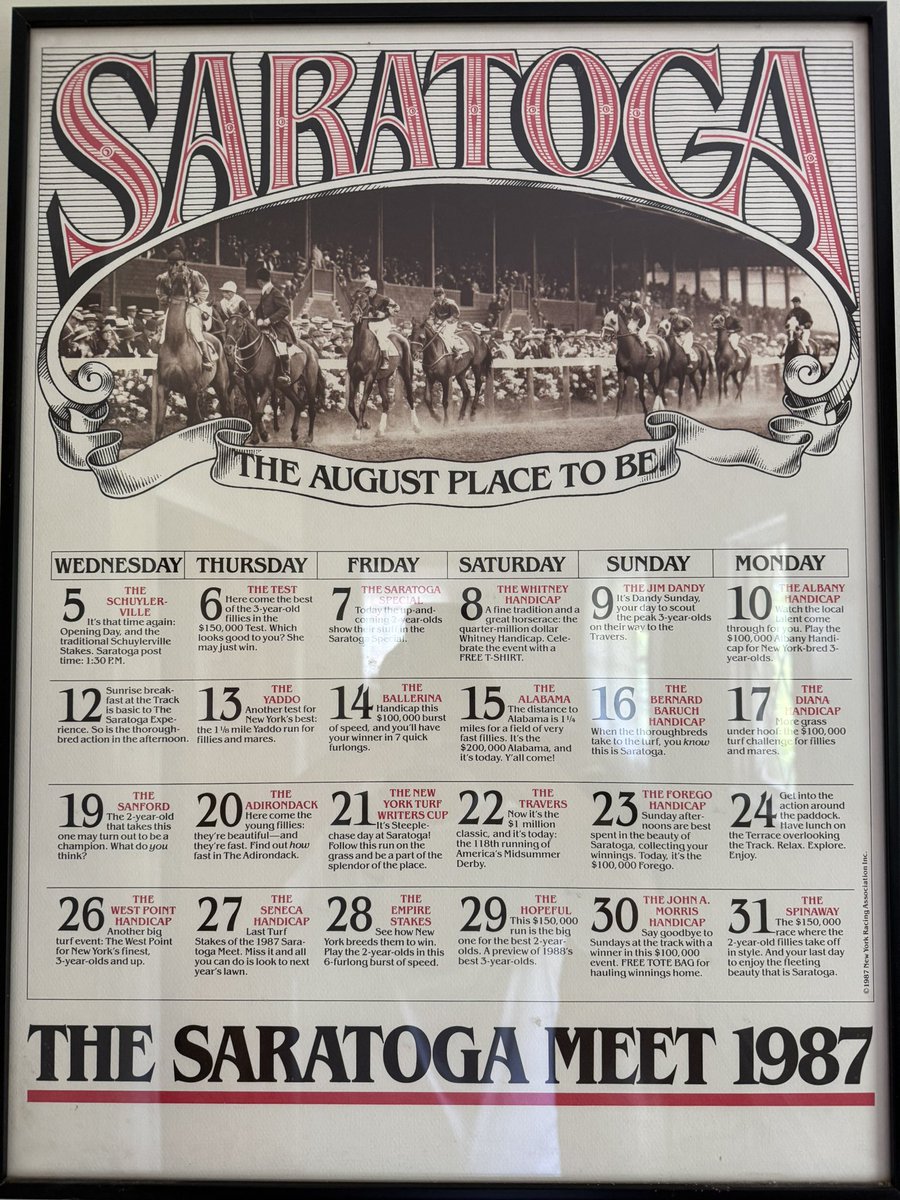 SARATOGA
THE AUGUST PLACE TO BE.
WEDNESDAY THURSDAY FRIDAY SATURDAY SUNDAY MONDAY
5 THE
SCHUYLER-
VILLE
It's that time again:
Opening Day, and the
traditional Schuylerville
Stakes. Saratoga post
time: 1:30 P.M.
6 THE TEST
Here come the best
of the 3-year-old
fillies in the
$150,000 Test. Which
looks good to you? She
may just win.
7 THE SARATOGA
SPECIAL
Today the up-and-
coming 2-year-olds
show their stuff in the
Saratoga Special.
8 THE WHITNEY
HANDICAP
A fine tradition and a
great horserace: the
quarter-million dollar
Whitney Handicap. Cele-
brate the event with a
FREE T-SHIRT.
9 THE JIM DANDY
It's Dandy Sunday,
your day to scout
the peak 3-year-olds
on their way to the
Travers.
10 THE ALBANY
HANDICAP
Watch the local
talent come
through for you. Play the
$100,000 Albany Handi-
cap for New York-bred 3-
year-olds.
12 Sunrise break-
fast at the Track
is basic to The
Saratoga Expe-
rience. So is the thorough-
bred action in the afternoon.
13 THE
YADDO
Another test for
New York's best:
the 1 1/8 mile Yaddo run for
fillies and mares.
14 THE
BALLERINA
Handicap this
$100,000 burst
of speed, and you'll have
your winner in 7 quick
furlongs.
15 THE
ALABAMA
The distance to
Alabama is 1 1/4
miles for a field of very
fast fillies. It's the
$200,000 Alabama, and
it's today. Y'all come!
16 THE
BERNARD
BARUCH
HANDICAP
When the thoroughbreds
take to the turf, you know
this is Saratoga.
17 THE
DIANA
HANDICAP
More grass
under hoof: the $100,000
turf challenge for fillies
and mares.
19 THE
SANFORD
The 2-year-old
that takes this
one may turn out to be a
champion. What do you
think?
20 THE
ADIRONDACK
Here come the
young fillies:
they're beautiful—and
they're fast. Find out how
fast in The Adirondack.
21 THE NEW
YORK TURF
WRITERS CUP
It's Steeple-
chase day at Saratoga!
Follow this run on the
grass and be a part of the
splendor of the place.
22 THE
TRAVERS
Now it's the
$1 million
classic, and it's today:
the 118th running of
America's Midsummer
Derby.
23 THE FOREGO
HANDICAP
Sunday after-
noons are best
spent in the beauty of
Saratoga, collecting your
winnings. Today, it's the
$100,000 Forego.
24 Get into the
action around
the paddock.
Have lunch on
the Terrace overlooking
the Track. Relax. Explore.
Enjoy.
26 THE
WEST POINT
HANDICAP
Another big
turf event: The West Point
for New York's finest,
3-year-olds and up.
27 THE
SENECA
HANDICAP
Last Turf
Stakes of the 1987 Sara-
toga Meet. Miss it and all
you can do is look to next
year's lawn.
28 THE
EMPIRE
STAKES
See how New
York breeds them to win.
Play the 2-year-olds in this
6-furlong burst of speed.
29 THE
HOPEFUL
This $150,000
run is the big
one for the best 2-year-
olds. A preview of 1988's
best 3-year-olds.
30 THE JOHN A.
MORRIS
HANDICAP
Say goodbye to
Sundays at the track with a
winner in this $100,000
event. FREE TOTE BAG for
hauling winnings home.
31 THE
SPINAWAY
The $150,000
race where the
2-year-old fillies take off
in style. And your last day
to enjoy the fleeting
beauty that is Saratoga.
©1987 New York Racing Association Inc.
THE SARATOGA MEET 1987